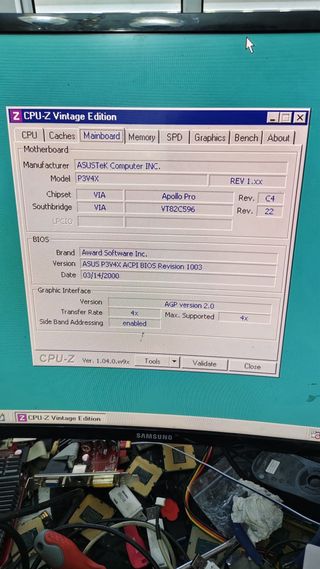 CPU-Z Vintage Edition
CPU Caches Mainboard Memory SPD Graphics Bench About
Motherboard
Manufacturer ASUSTeK Computer INC.
Model P3V4X REV 1.xx
Chipset VIA Apollo Pro Rev. C4
Southbridge VIA VT82C596 Rev. 22
LPCIO
BIOS
Brand Award Software Inc.
Version ASUS P3V4X ACPI BIOS Revision 1003
Date 03/14/2000
Graphic Interface
Version AGP version 2.0
Transfer Rate 4x Max. Supported 4x
Side Band Addressing enabled
CPU-Z Ver. 1.04.0.w9x Tools Validate Close
CPU-Z Vintage Edition
SAMSUNG